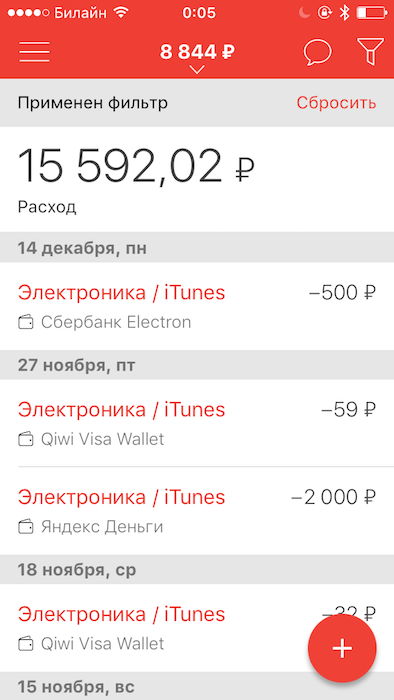 Билайн 0:05
8 844 ₽
Применен фильтр Сбросить
15 592,02 ₽
Расход
14 декабря, пн
Электроника / iTunes −500 ₽
Сбербанк Electron
27 ноября, пт
Электроника / iTunes −59 ₽
Qiwi Visa Wallet
Электроника / iTunes −2 000 ₽
Яндекс Деньги
18 ноября, ср
Электроника / iTunes −32 ₽
Qiwi Visa Wallet
15 ноября, вс